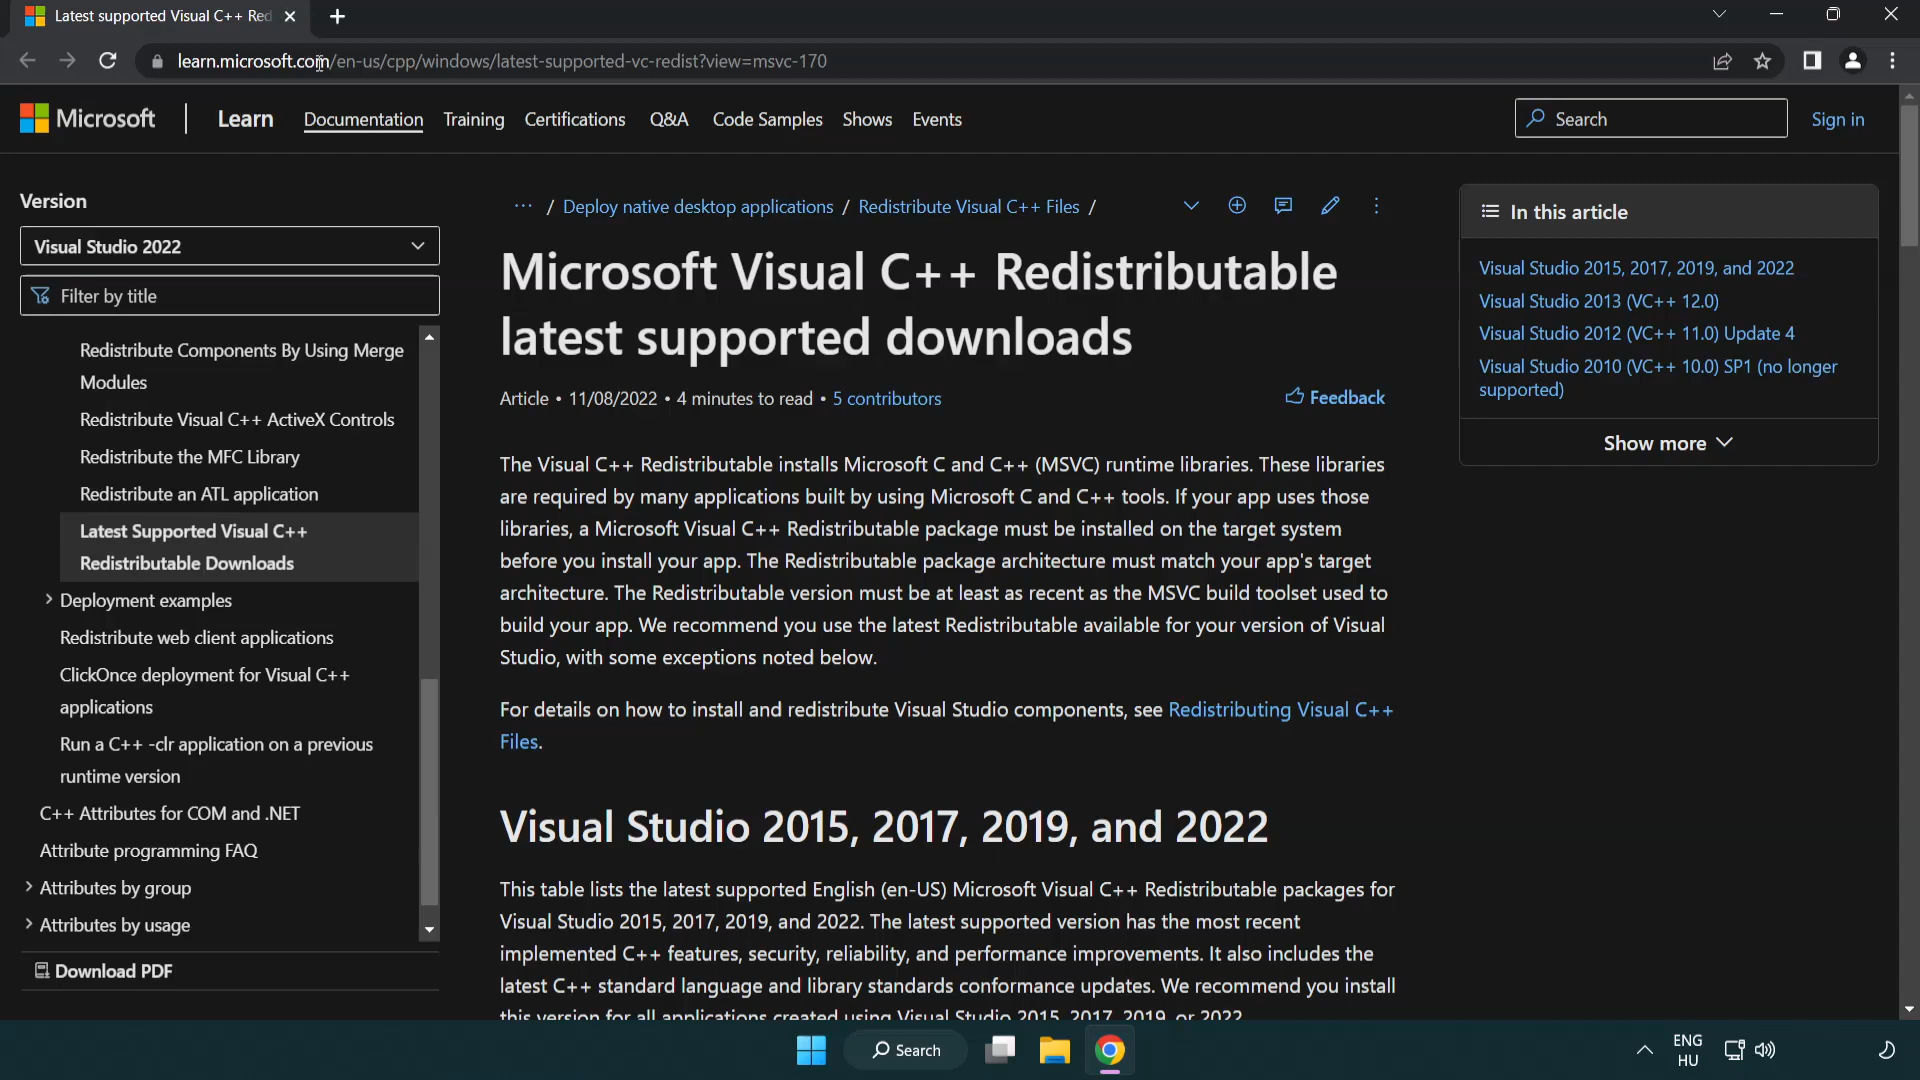 Latest supported Visual C++ Red
learn.microsoft.com/en-us/cpp/windows/latest-supported-vc-redist?view=msvc-170
Microsoft
Learn
Documentation
Training
Certifications
Q&A
Code Samples
Shows
Events
Search
Sign in
Version
Visual Studio 2022
Filter by title
Redistribute Components By Using Merge
Modules
Redistribute Visual C++ ActiveX Controls
Redistribute the MFC Library
Redistribute an ATL application
Latest Supported Visual C++
Redistributable Downloads
Deployment examples
Redistribute web client applications
ClickOnce deployment for Visual C++
applications
Run a C++ -clr application on a previous
runtime version
C++ Attributes for COM and .NET
Attribute programming FAQ
Attributes by group
Attributes by usage
Download PDF
··· / Deploy native desktop applications / Redistribute Visual C++ Files /
Microsoft Visual C++ Redistributable
latest supported downloads
Article • 11/08/2022 • 4 minutes to read • 5 contributors
Feedback
The Visual C++ Redistributable installs Microsoft C and C++ (MSVC) runtime libraries. These libraries
are required by many applications built by using Microsoft C and C++ tools. If your app uses those
libraries, a Microsoft Visual C++ Redistributable package must be installed on the target system
before you install your app. The Redistributable package architecture must match your app's target
architecture. The Redistributable version must be at least as recent as the MSVC build toolset used to
build your app. We recommend you use the latest Redistributable available for your version of Visual
Studio, with some exceptions noted below.
For details on how to install and redistribute Visual Studio components, see Redistributing Visual C++
Files.
Visual Studio 2015, 2017, 2019, and 2022
This table lists the latest supported English (en-US) Microsoft Visual C++ Redistributable packages for
Visual Studio 2015, 2017, 2019, and 2022. The latest supported version has the most recent
implemented C++ features, security, reliability, and performance improvements. It also includes the
latest C++ standard language and library standards conformance updates. We recommend you install
this version for all applications created using Visual Studio 2015, 2017, 2019, or 2022.
In this article
Visual Studio 2015, 2017, 2019, and 2022
Visual Studio 2013 (VC++ 12.0)
Visual Studio 2012 (VC++ 11.0) Update 4
Visual Studio 2010 (VC++ 10.0) SP1 (no longer
supported)
Show more
Search
ENG
HU